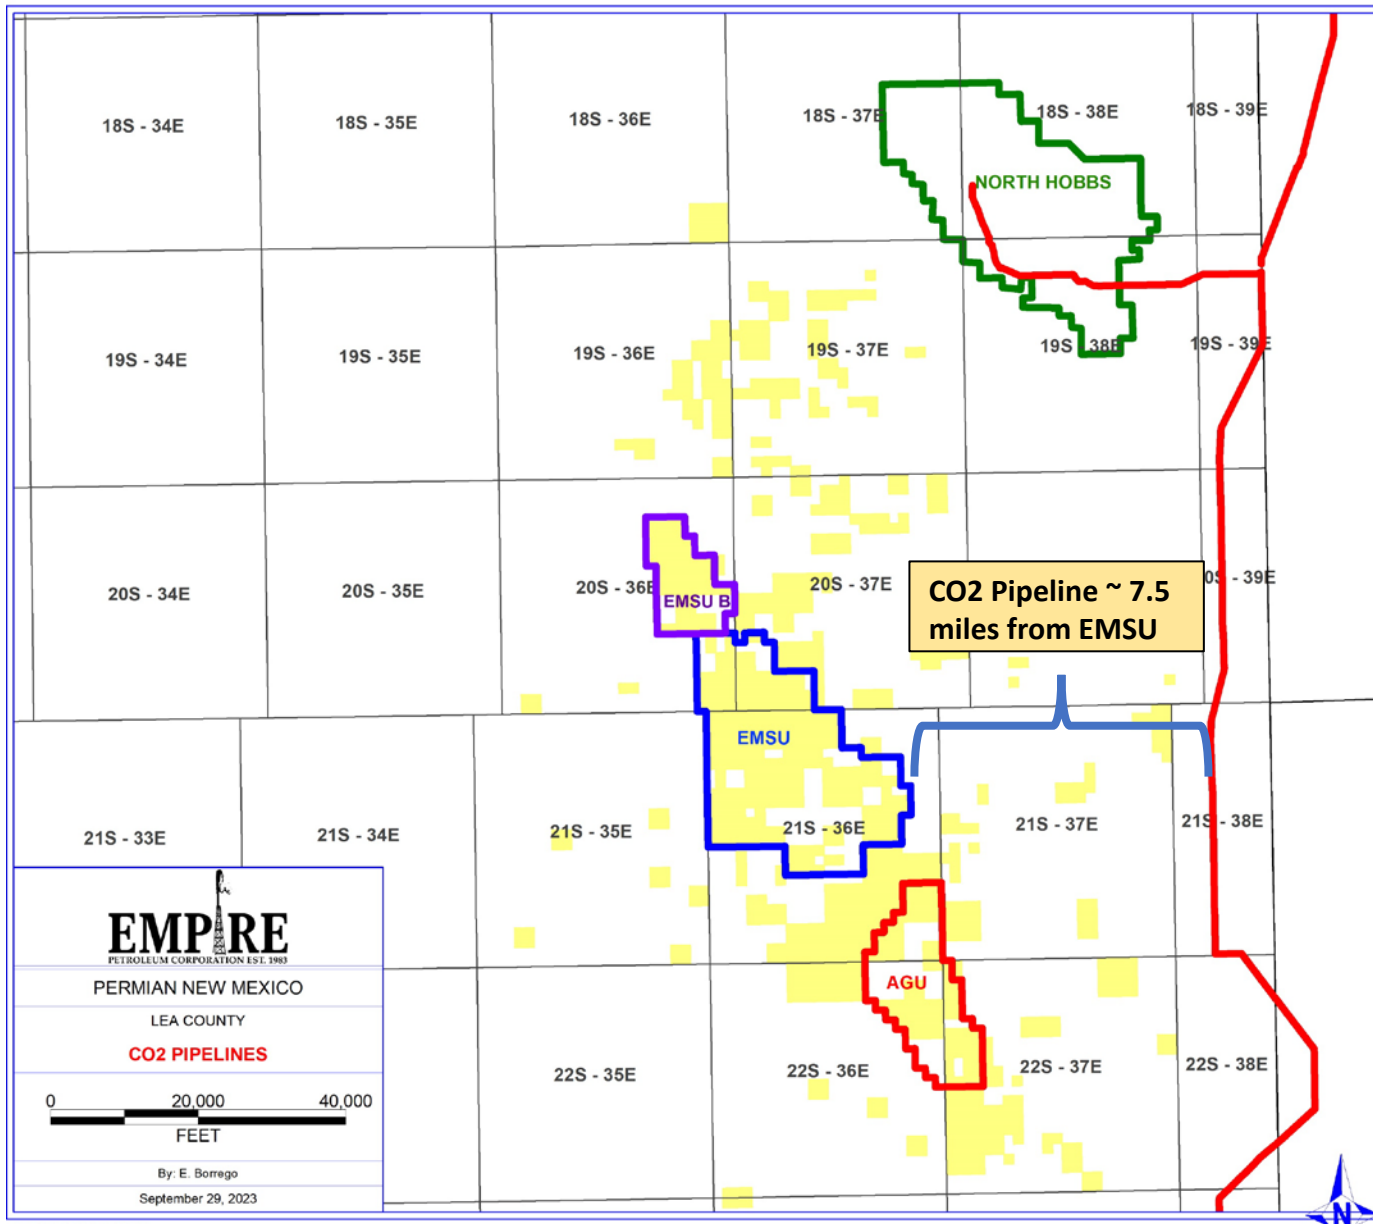 18S - 34E
18S - 35E
18S - 36E
18S - 37E
18S - 38E
18S - 39E
NORTH HOBBS
19S - 34E
19S - 35E
19S - 36E
19S - 37E
19S - 38E
19S - 39E
20S - 34E
20S - 35E
20S - 36E
EMSU B
20S - 37E
CO2 Pipeline ~ 7.5
miles from EMSU
0S - 39E
EMSU
21S - 33E
21S - 34E
21S - 35E
21S - 36E
21S - 37E
21S - 38E
AGU
22S - 35E
22S - 36E
22S - 37E
22S - 38E
EMPIRE
PETROLEUM CORPORATION EST. 1983
PERMIAN NEW MEXICO
LEA COUNTY
CO2 PIPELINES
0 20,000 40,000
FEET
By: E. Borrego
September 29, 2023
N